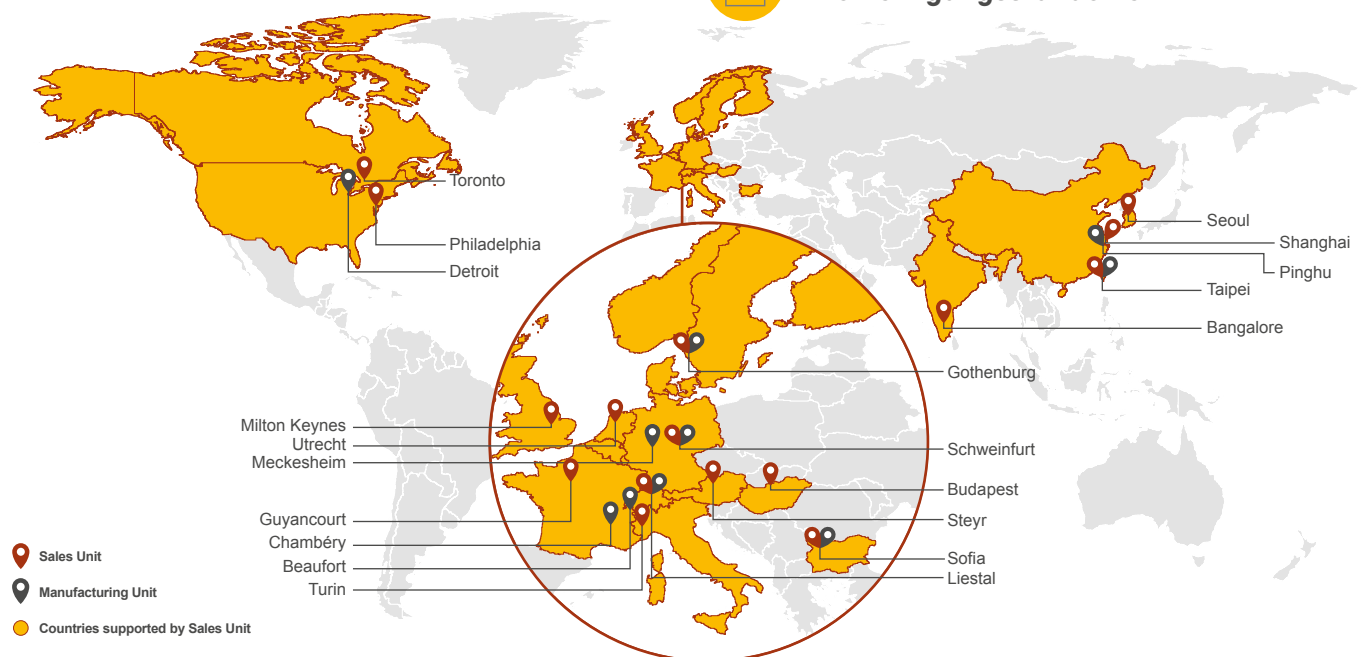 Toronto
Philadelphia
Detroit
Seoul
Shanghai
Pinghu
Taipei
Bangalore
Gothenburg
Milton Keynes
Utrecht
Meckesheim
Schweinfurt
Budapest
Guyancourt
Steyr
Chambéry
Beaufort
Sofia
Turin
Liestal
Sales Unit
Manufacturing Unit
Countries supported by Sales Unit